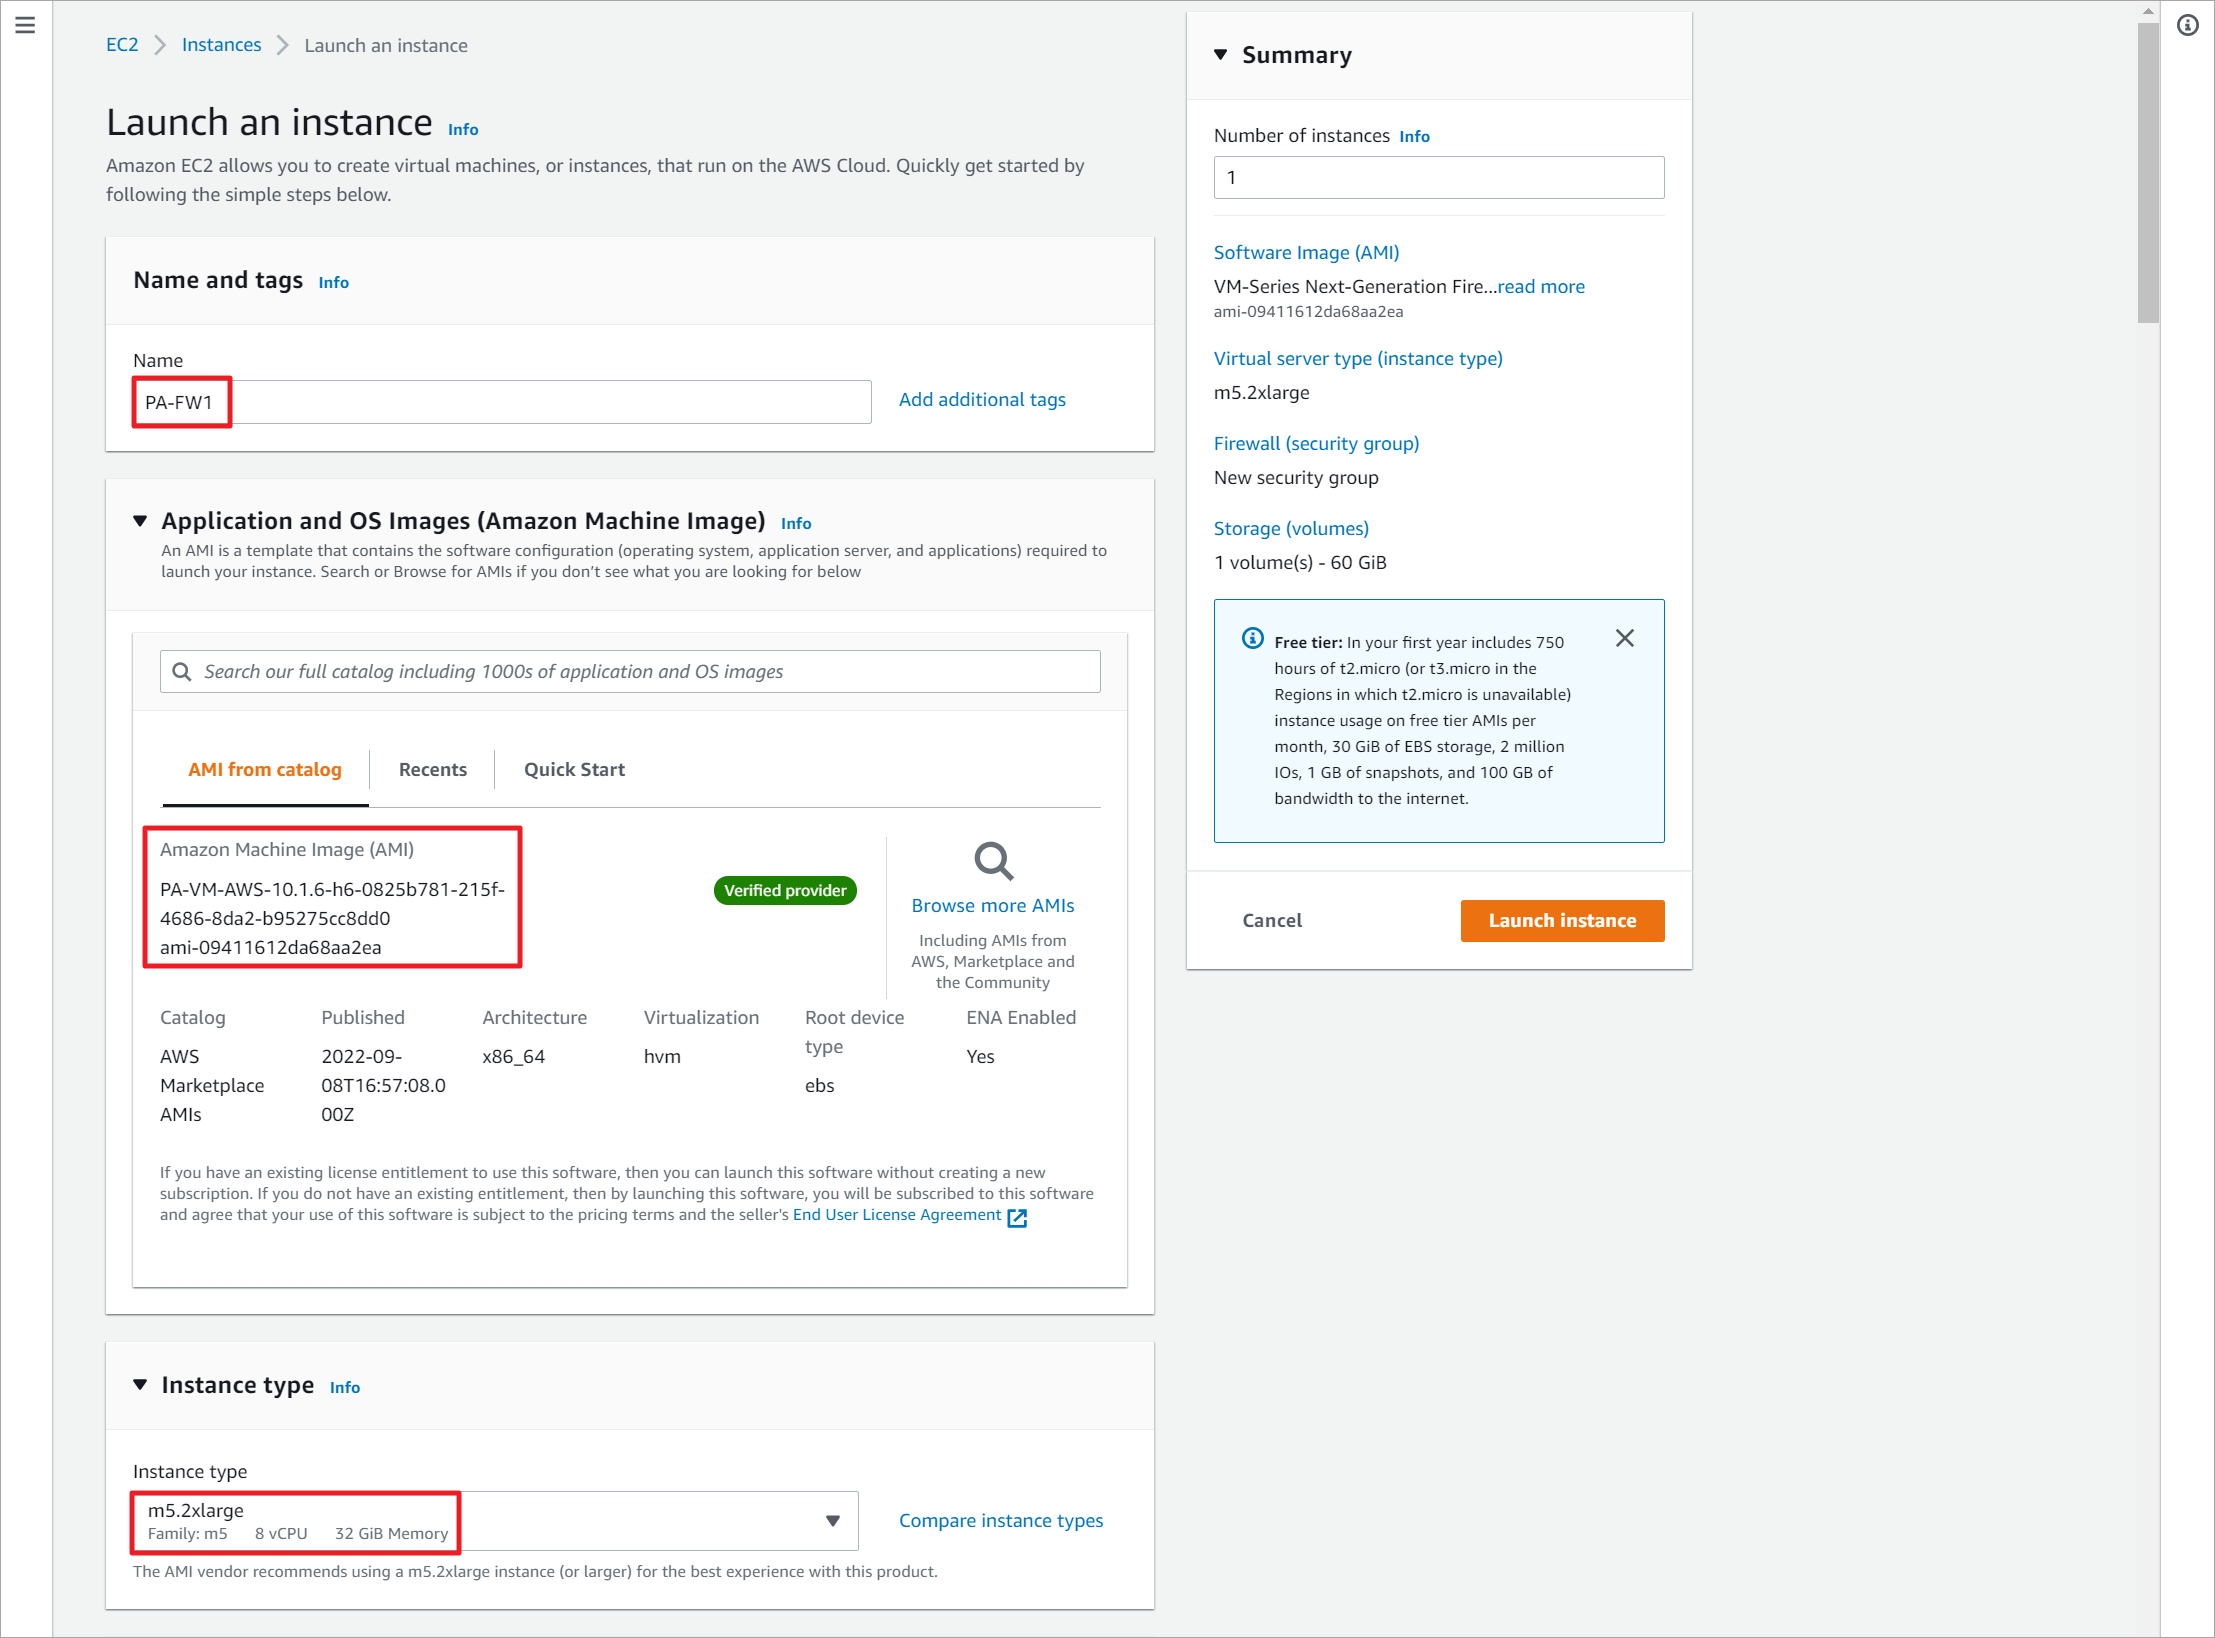 EC2 > Instances > Launch an instance
Launch an instance Info
Amazon EC2 allows you to create virtual machines, or instances, that run on the AWS Cloud. Quickly get started by
following the simple steps below.
Name and tags Info
Name
PA-FW1
Add additional tags
Application and OS Images (Amazon Machine Image) Info
An AMI is a template that contains the software configuration (operating system, application server, and applications) required to
launch your instance. Search or Browse for AMIs if you don’t see what you are looking for below
Search our full catalog including 1000s of application and OS images
AMI from catalog
Recents
Quick Start
Amazon Machine Image (AMI)
PA-VM-AWS-10.1.6-h6-0825b781-215f-
4686-8da2-b95275cc8dd0
ami-09411612da68aa2ea
Verified provider
Browse more AMIs
Including AMIs from
AWS, Marketplace and
the Community
Catalog
AWS
Marketplace
AMIs
Published
2022-09-
08T16:57:08.0
00Z
Architecture
x86_64
Virtualization
hvm
Root device
type
ebs
ENA Enabled
Yes
If you have an existing license entitlement to use this software, then you can launch this software without creating a new
subscription. If you do not have an existing entitlement, then by launching this software, you will be subscribed to this software
and agree that your use of this software is subject to the pricing terms and the seller's End User License Agreement
Instance type Info
Instance type
m5.2xlarge
Family: m5 8 vCPU 32 GiB Memory
Compare instance types
The AMI vendor recommends using a m5.2xlarge instance (or larger) for the best experience with this product.
Summary
Number of instances Info
1
Software Image (AMI)
VM-Series Next-Generation Fire...read more
ami-09411612da68aa2ea
Virtual server type (instance type)
m5.2xlarge
Firewall (security group)
New security group
Storage (volumes)
1 volume(s) - 60 GiB
Free tier: In your first year includes 750
hours of t2.micro (or t3.micro in the
Regions in which t2.micro is unavailable)
instance usage on free tier AMIs per
month, 30 GiB of EBS storage, 2 million
IOs, 1 GB of snapshots, and 100 GB of
bandwidth to the internet.
Cancel
Launch instance